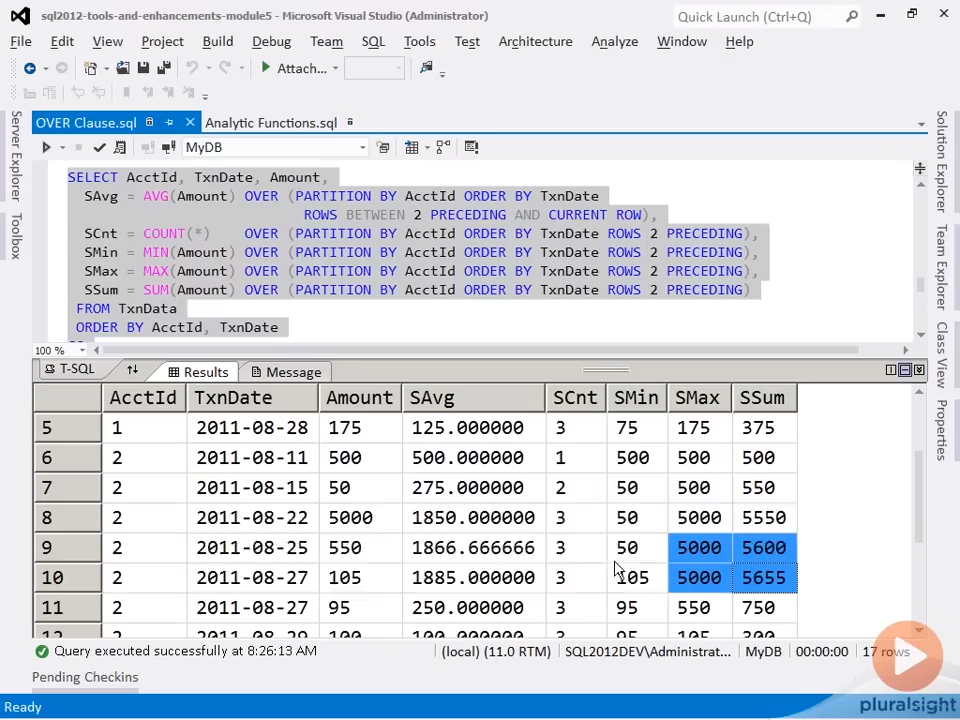 sql2012-tools-and-enhancements-module5 - Microsoft Visual Studio (Administrator)
Quick Launch (Ctrl+Q)
File Edit View Project Build Debug Team SQL Tools Test Architecture Analyze Window Help
Attach...
OVER Clause.sql Analytic Functions.sql
MyDB
Server Explorer
Toolbox
Solution Explorer
Team Explorer
Class View
Properties
SELECT AcctId, TxnDate, Amount,
SAvg = AVG(Amount) OVER (PARTITION BY AcctId ORDER BY TxnDate
ROWS BETWEEN 2 PRECEDING AND CURRENT ROW),
SCnt = COUNT(*) OVER (PARTITION BY AcctId ORDER BY TxnDate ROWS 2 PRECEDING),
SMin = MIN(Amount) OVER (PARTITION BY AcctId ORDER BY TxnDate ROWS 2 PRECEDING),
SMax = MAX(Amount) OVER (PARTITION BY AcctId ORDER BY TxnDate ROWS 2 PRECEDING),
SSum = SUM(Amount) OVER (PARTITION BY AcctId ORDER BY TxnDate ROWS 2 PRECEDING)
FROM TxnData
ORDER BY AcctId, TxnDate
100 %
T-SQL Results Message
AcctId TxnDate Amount SAvg SCnt SMin SMax SSum
5 1 2011-08-28 175 125.000000 3 75 175 375
6 2 2011-08-11 500 500.000000 1 500 500 500
7 2 2011-08-15 50 275.000000 2 50 500 550
8 2 2011-08-22 5000 1850.000000 3 50 5000 5550
9 2 2011-08-25 550 1866.666666 3 50 5000 5600
10 2 2011-08-27 105 1885.000000 3 105 5000 5655
11 2 2011-08-27 95 250.000000 3 95 550 750
12 2 2011-08-29 100 100.000000 3 95 105 300
Query executed successfully at 8:26:13 AM (local) (11.0 RTM) SQL2012DEV\Administrat... MyDB 00:00:00 17 rows
Pending Checkins
Ready
pluralsight